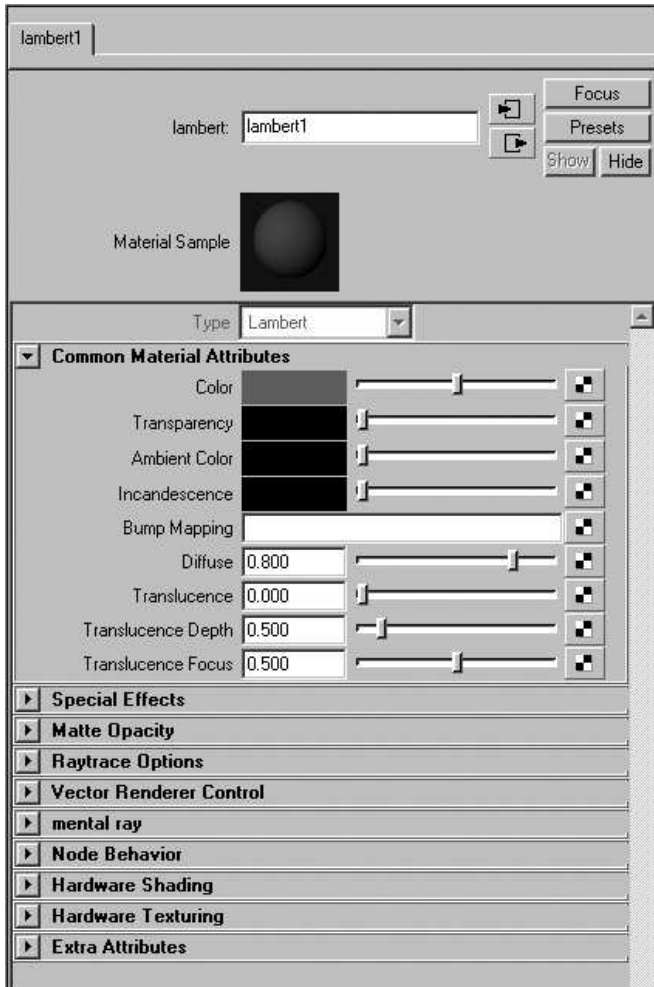 lambert1
Focus
lambert: lambert1
Presets
Show Hide
Material Sample
Type Lambert
Common Material Attributes
Color
Transparency
Ambient Color
Incandescence
Bump Mapping
Diffuse 0.800
Translucence 0.000
Translucence Depth 0.500
Translucence Focus 0.500
Special Effects
Matte Opacity
Raytrace Options
Vector Renderer Control
mental ray
Node Behavior
Hardware Shading
Hardware Texturing
Extra Attributes